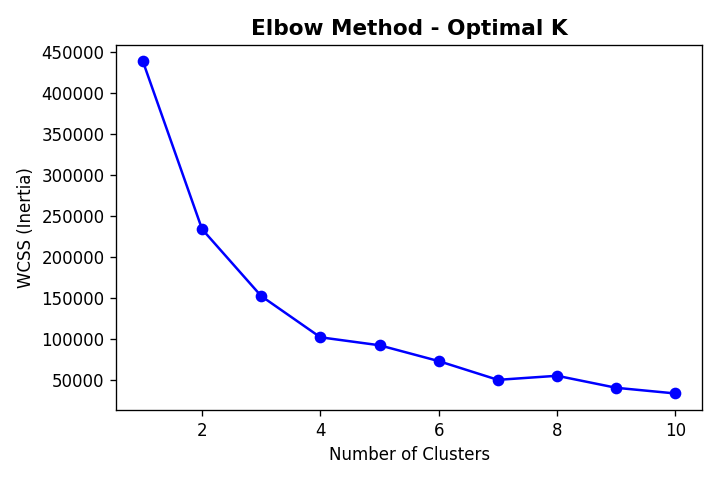 Elbow Method - Optimal K
450000
400000
350000
300000
250000
200000
150000
100000
50000
WCSS (Inertia)
2 4 6 8 10
Number of Clusters